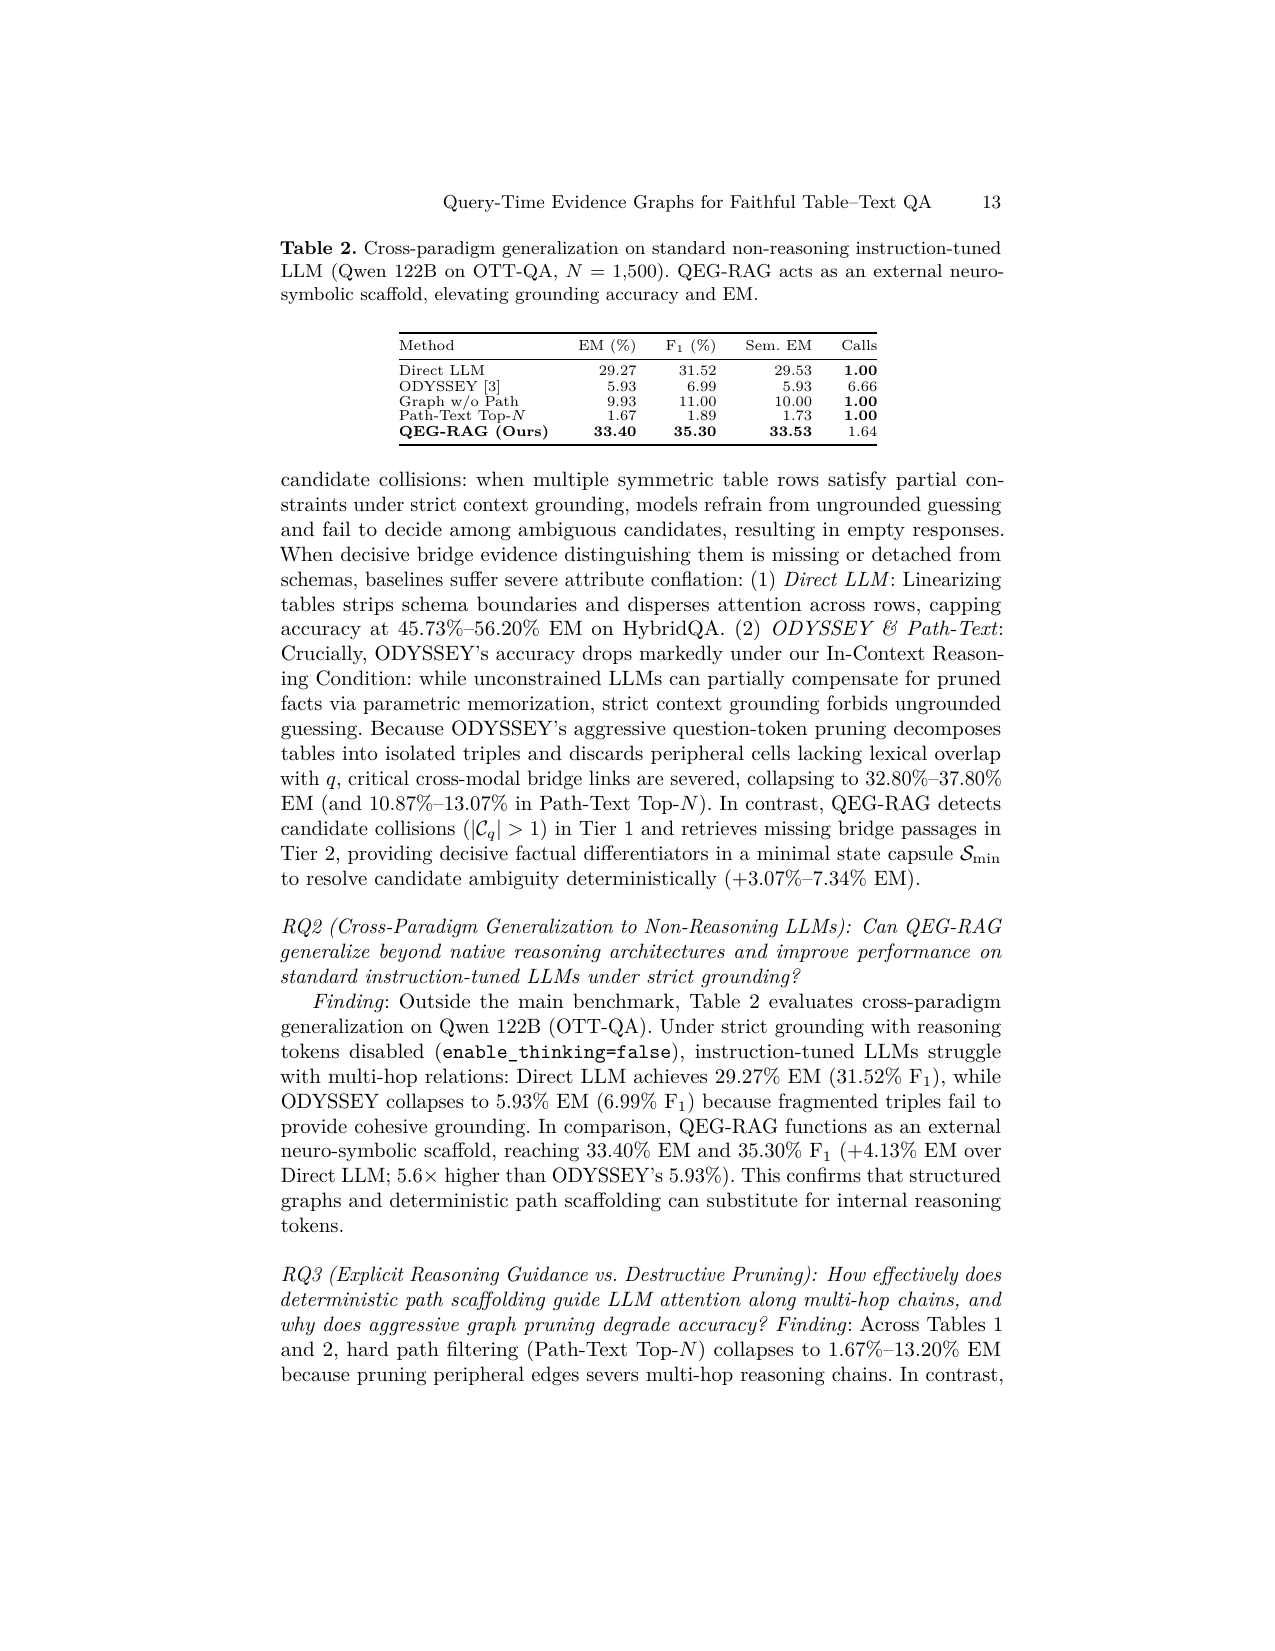 Query-Time Evidence Graphs for Faithful Table–Text QA 13
Table 2. Cross-paradigm generalization on standard non-reasoning instruction-tuned
LLM (Qwen 122B on OTT-QA, N = 1,500). QEG-RAG acts as an external neuro-
symbolic scaffold, elevating grounding accuracy and EM.
Method EM (%) F₁ (%) Sem. EM Calls
Direct LLM 29.27 31.52 29.53 1.00
ODYSSEY [3] 5.93 6.99 5.93 6.66
Graph w/o Path 9.93 11.00 10.00 1.00
Path-Text Top-N 1.67 1.89 1.73 1.00
QEG-RAG (Ours) 33.40 35.30 33.53 1.64
candidate collisions: when multiple symmetric table rows satisfy partial con-
straints under strict context grounding, models refrain from ungrounded guessing
and fail to decide among ambiguous candidates, resulting in empty responses.
When decisive bridge evidence distinguishing them is missing or detached from
schemas, baselines suffer severe attribute conflation: (1) Direct LLM: Linearizing
tables strips schema boundaries and disperses attention across rows, capping
accuracy at 45.73%–56.20% EM on HybridQA. (2) ODYSSEY & Path-Text:
Crucially, ODYSSEY's accuracy drops markedly under our In-Context Reason-
ing Condition: while unconstrained LLMs can partially compensate for pruned
facts via parametric memorization, strict context grounding forbids ungrounded
guessing. Because ODYSSEY's aggressive question-token pruning decomposes
tables into isolated triples and discards peripheral cells lacking lexical overlap
with q, critical cross-modal bridge links are severed, collapsing to 32.80%–37.80%
EM (and 10.87%–13.07% in Path-Text Top-N). In contrast, QEG-RAG detects
candidate collisions (|𝒞q| > 1) in Tier 1 and retrieves missing bridge passages in
Tier 2, providing decisive factual differentiators in a minimal state capsule 𝒮min
to resolve candidate ambiguity deterministically (+3.07%–7.34% EM).
RQ2 (Cross-Paradigm Generalization to Non-Reasoning LLMs): Can QEG-RAG
generalize beyond native reasoning architectures and improve performance on
standard instruction-tuned LLMs under strict grounding?
Finding: Outside the main benchmark, Table 2 evaluates cross-paradigm
generalization on Qwen 122B (OTT-QA). Under strict grounding with reasoning
tokens disabled (enable_thinking=false), instruction-tuned LLMs struggle
with multi-hop relations: Direct LLM achieves 29.27% EM (31.52% F₁), while
ODYSSEY collapses to 5.93% EM (6.99% F₁) because fragmented triples fail to
provide cohesive grounding. In comparison, QEG-RAG functions as an external
neuro-symbolic scaffold, reaching 33.40% EM and 35.30% F₁ (+4.13% EM over
Direct LLM; 5.6× higher than ODYSSEY's 5.93%). This confirms that structured
graphs and deterministic path scaffolding can substitute for internal reasoning
tokens.
RQ3 (Explicit Reasoning Guidance vs. Destructive Pruning): How effectively does
deterministic path scaffolding guide LLM attention along multi-hop chains, and
why does aggressive graph pruning degrade accuracy? Finding: Across Tables 1
and 2, hard path filtering (Path-Text Top-N) collapses to 1.67%–13.20% EM
because pruning peripheral edges severs multi-hop reasoning chains. In contrast,